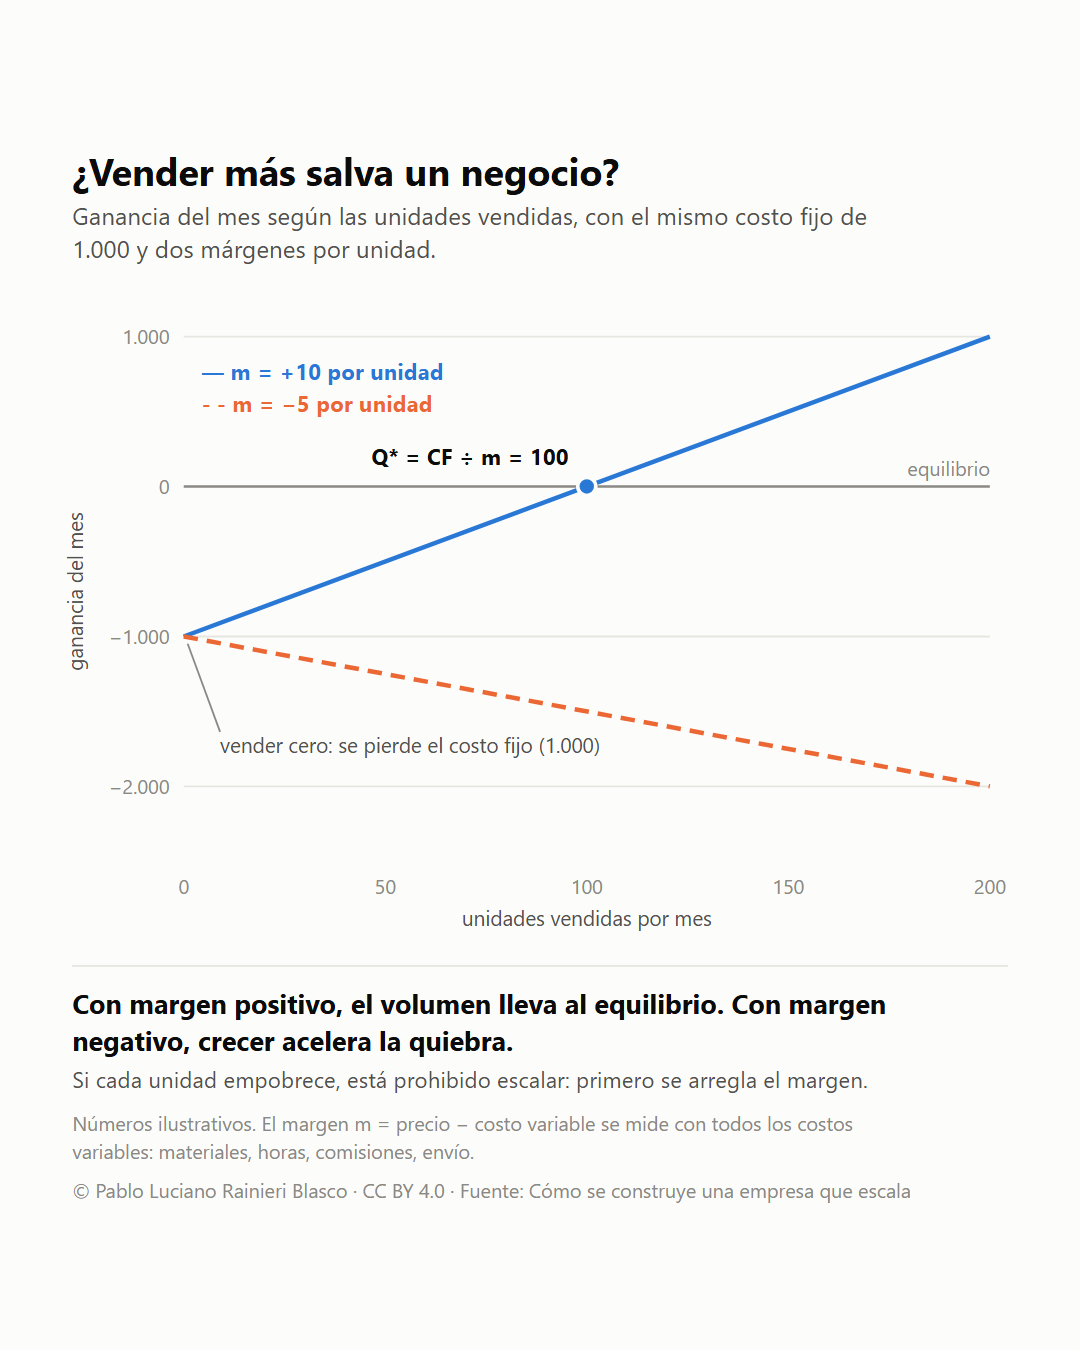 ¿Vender más salva un negocio?
Ganancia del mes según las unidades vendidas, con el mismo costo fijo de
1.000 y dos márgenes por unidad.
1.000
— m = +10 por unidad
- - m = −5 por unidad
Q* = CF ÷ m = 100
equilibrio
0
ganancia del mes
−1.000
vender cero: se pierde el costo fijo (1.000)
−2.000
0 50 100 150 200
unidades vendidas por mes
Con margen positivo, el volumen lleva al equilibrio. Con margen
negativo, crecer acelera la quiebra.
Si cada unidad empobrece, está prohibido escalar: primero se arregla el margen.
Números ilustrativos. El margen m = precio − costo variable se mide con todos los costos
variables: materiales, horas, comisiones, envío.
© Pablo Luciano Rainieri Blasco · CC BY 4.0 · Fuente: Cómo se construye una empresa que escala